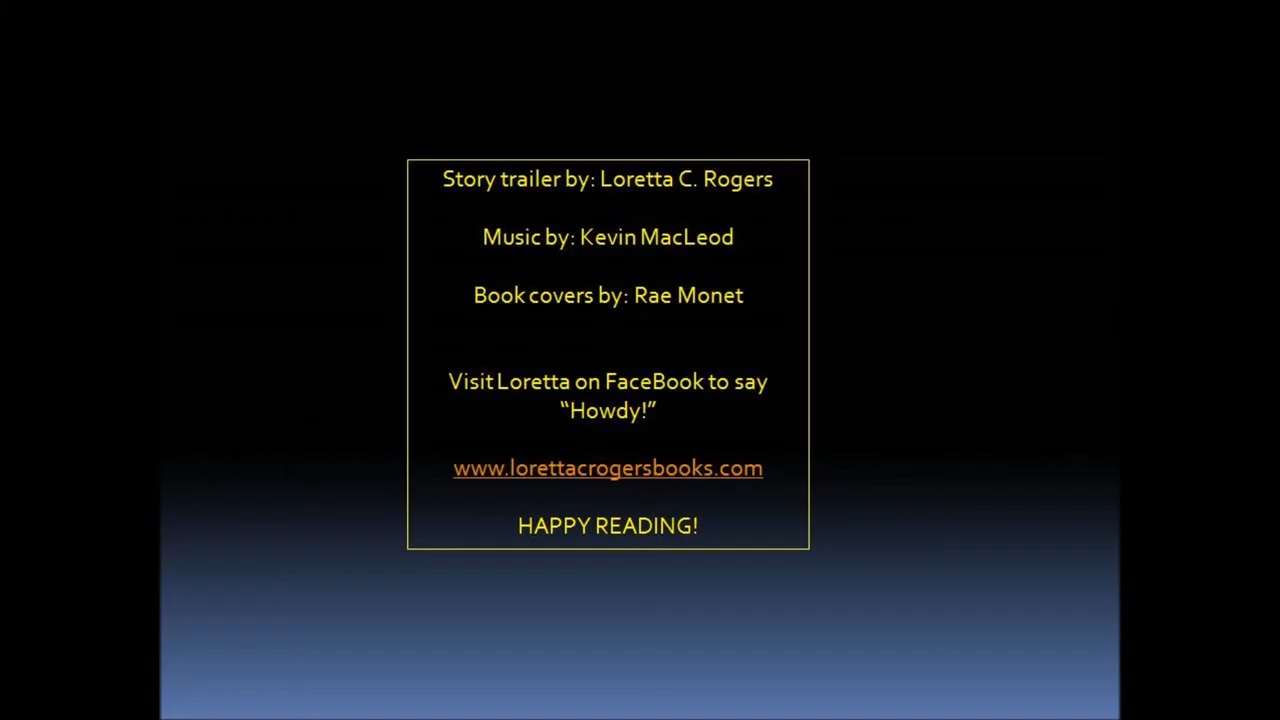 Story trailer by: Loretta C. Rogers
Music by: Kevin MacLeod
Book covers by: Rae Monet
Visit Loretta on FaceBook to say
“Howdy!”
www.lorettacrogersbooks.com
HAPPY READING!